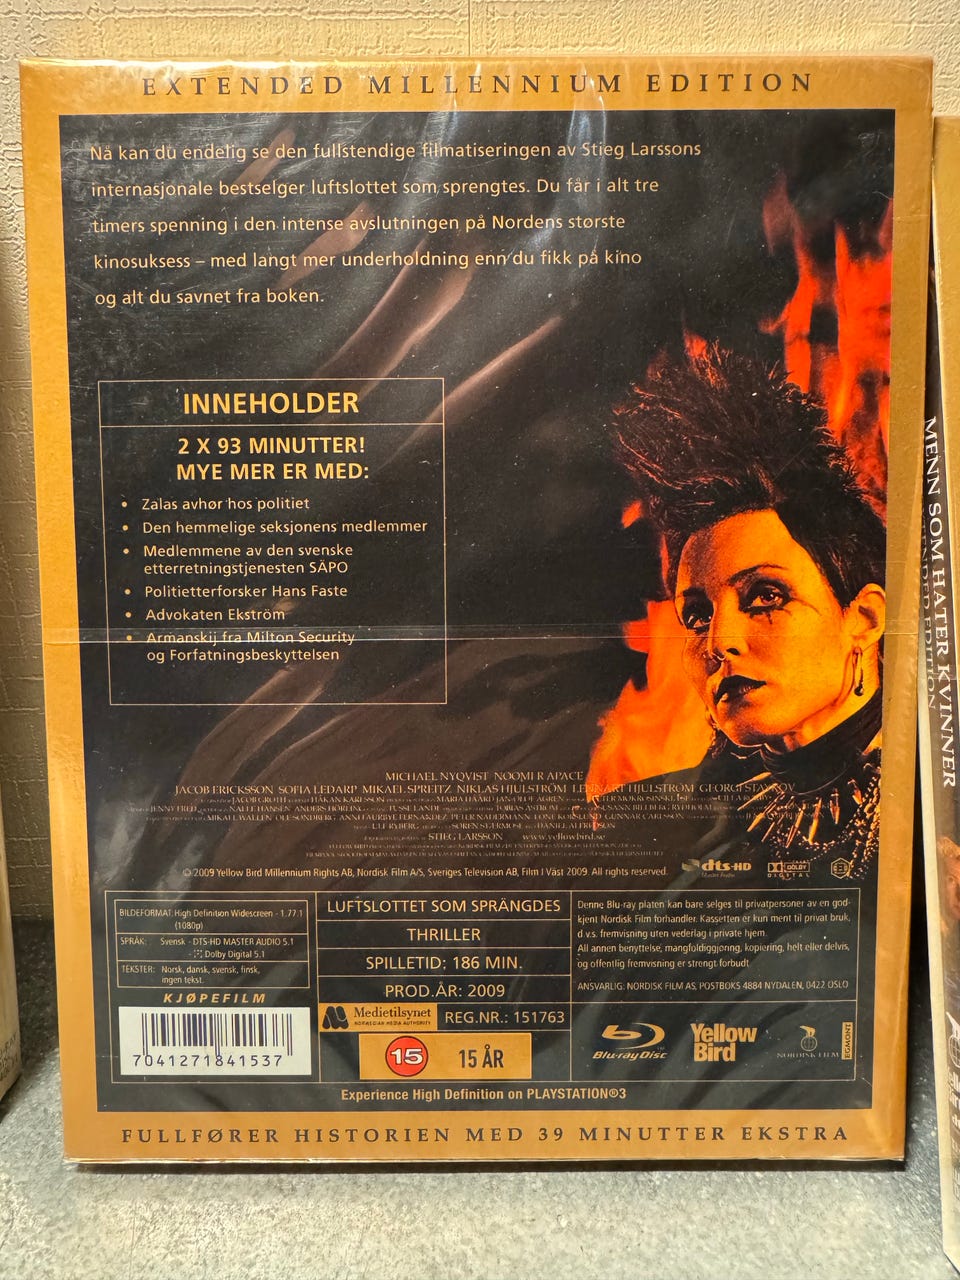 EXTENDED MILLENNIUM EDITION
Nå kan du endelig se den fullstendige filmatiseringen av Stieg Larssons
internasjonale bestselger luftslottet som sprengtes. Du får i alt tre
timers spenning i den intense avslutningen på Nordens største
kinosuksess – med langt mer underholdning enn du fikk på kino
og alt du savnet fra boken.
INNEHOLDER
2 X 93 MINUTTER!
MYE MER ER MED:
• Zalas avhør hos politiet
• Den hemmelige seksjonens medlemmer
• Medlemmene av den svenske
etterretningstjenesten SÄPO
• Politietterforsker Hans Faste
• Advokaten Ekström
• Armanskij fra Milton Security
og Forfatningsbeskyttelsen
MICHAEL NYQVIST NOOMI RAPACE
JACOB ERICKSSON SOFIA LEDARP MIKAEL SPREITZ NIKLAS HJULSTRÖM LENNART HJULSTRÖM GEORGI STAYKOV
STIEG LARSSON www.yellowbird.se
© 2009 Yellow Bird Millennium Rights AB, Nordisk Film A/S, Sveriges Television AB, Film I Väst 2009. All rights reserved.
dts-HD
Master Audio
DOLBY
DIGITAL
BILDEFORMAT: High Definition Widescreen - 1.77.1
(1080p)
SPRÅK: Svensk - DTS-HD MASTER AUDIO 5.1
- Dolby Digital 5.1
TEKSTER: Norsk, dansk, svensk, finsk,
ingen tekst.
KJØPEFILM
7041271841537
LUFTSLOTTET SOM SPRÄNGDES
THRILLER
SPILLETID: 186 MIN.
PROD.ÅR: 2009
Medietilsynet
NORWEGIAN MEDIA AUTHORITY
REG.NR.: 151763
15 15 ÅR
Denne Blu-ray platen kan bare selges til privatpersoner av en god-
kjent Nordisk Film forhandler. Kassetten er kun ment til privat bruk,
d.v.s. fremvisning uten vederlag i private hjem.
All annen benyttelse, mangfoldiggjøring, kopiering, helt eller delvis,
og offentlig fremvisning er strengt forbudt
ANSVARLIG: NORDISK FILM AS, POSTBOKS 4884 NYDALEN, 0422 OSLO
Blu-ray Disc
Yellow
Bird
NORDISK FILM
EGMONT
Experience High Definition on PLAYSTATION®3
FULLFØRER HISTORIEN MED 39 MINUTTER EKSTRA
MENN SOM HATER KVINNER
EXTENDED EDITION